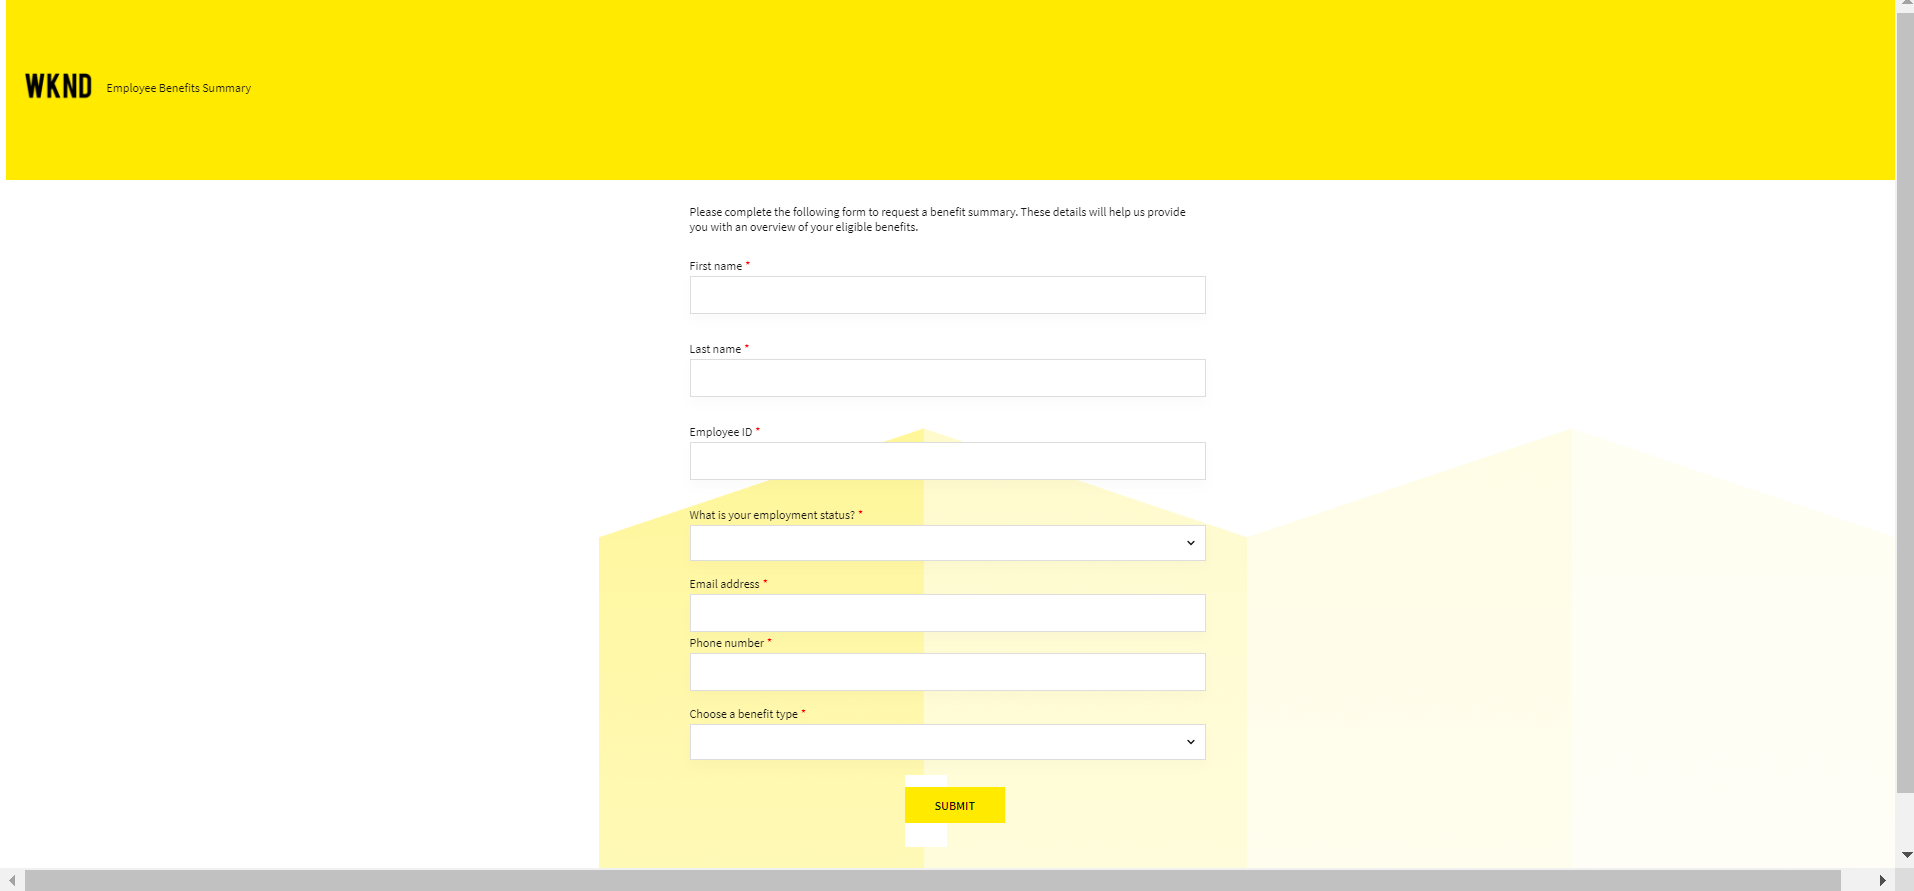 WKND Employee Benefits Summary
Please complete the following form to request a benefit summary. These details will help us provide
you with an overview of your eligible benefits.
First name *
Last name *
Employee ID *
What is your employment status? *
Email address *
Phone number *
Choose a benefit type *
SUBMIT